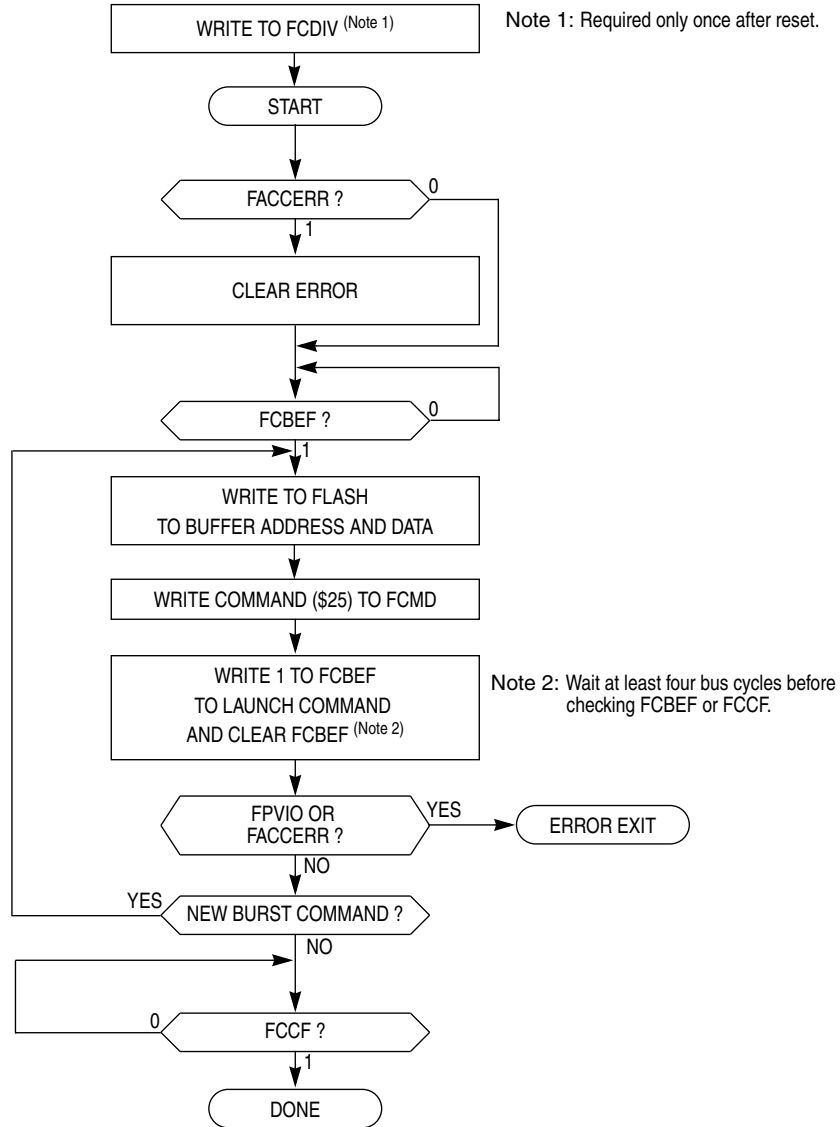 WRITE TO FCDIV (Note 1)
Note 1: Required only once after reset.
START
FACCERR ?
0
1
CLEAR ERROR
FCBEF ?
0
1
WRITE TO FLASH
TO BUFFER ADDRESS AND DATA
WRITE COMMAND ($25) TO FCMD
WRITE 1 TO FCBEF
TO LAUNCH COMMAND
AND CLEAR FCBEF (Note 2)
Note 2: Wait at least four bus cycles before
checking FCBEF or FCCF.
FPVIO OR
FACCERR ?
YES
ERROR EXIT
NO
YES
NEW BURST COMMAND ?
NO
0
FCCF ?
1
DONE